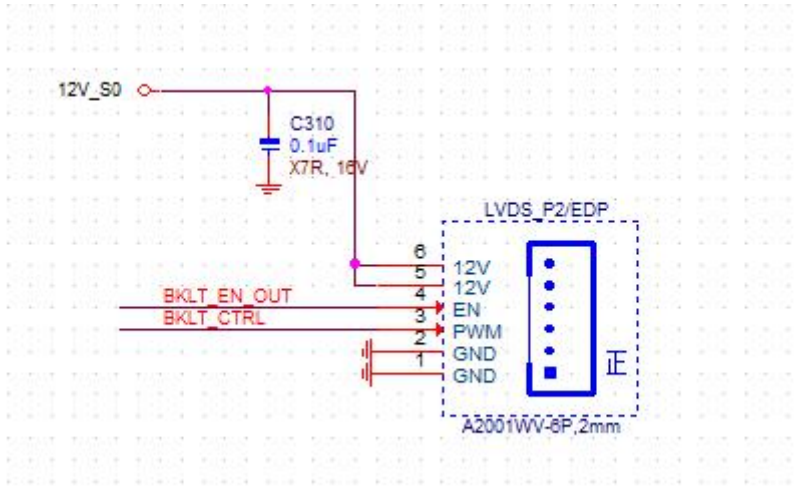 12V_S0
C310
0.1uF
X7R, 16V
LVDS_P2/EDP
6
12V
5
12V
BKLT_EN_OUT
4
EN
BKLT_CTRL
3
PWM
2
GND
1
GND
正
A2001WV-6P,2mm